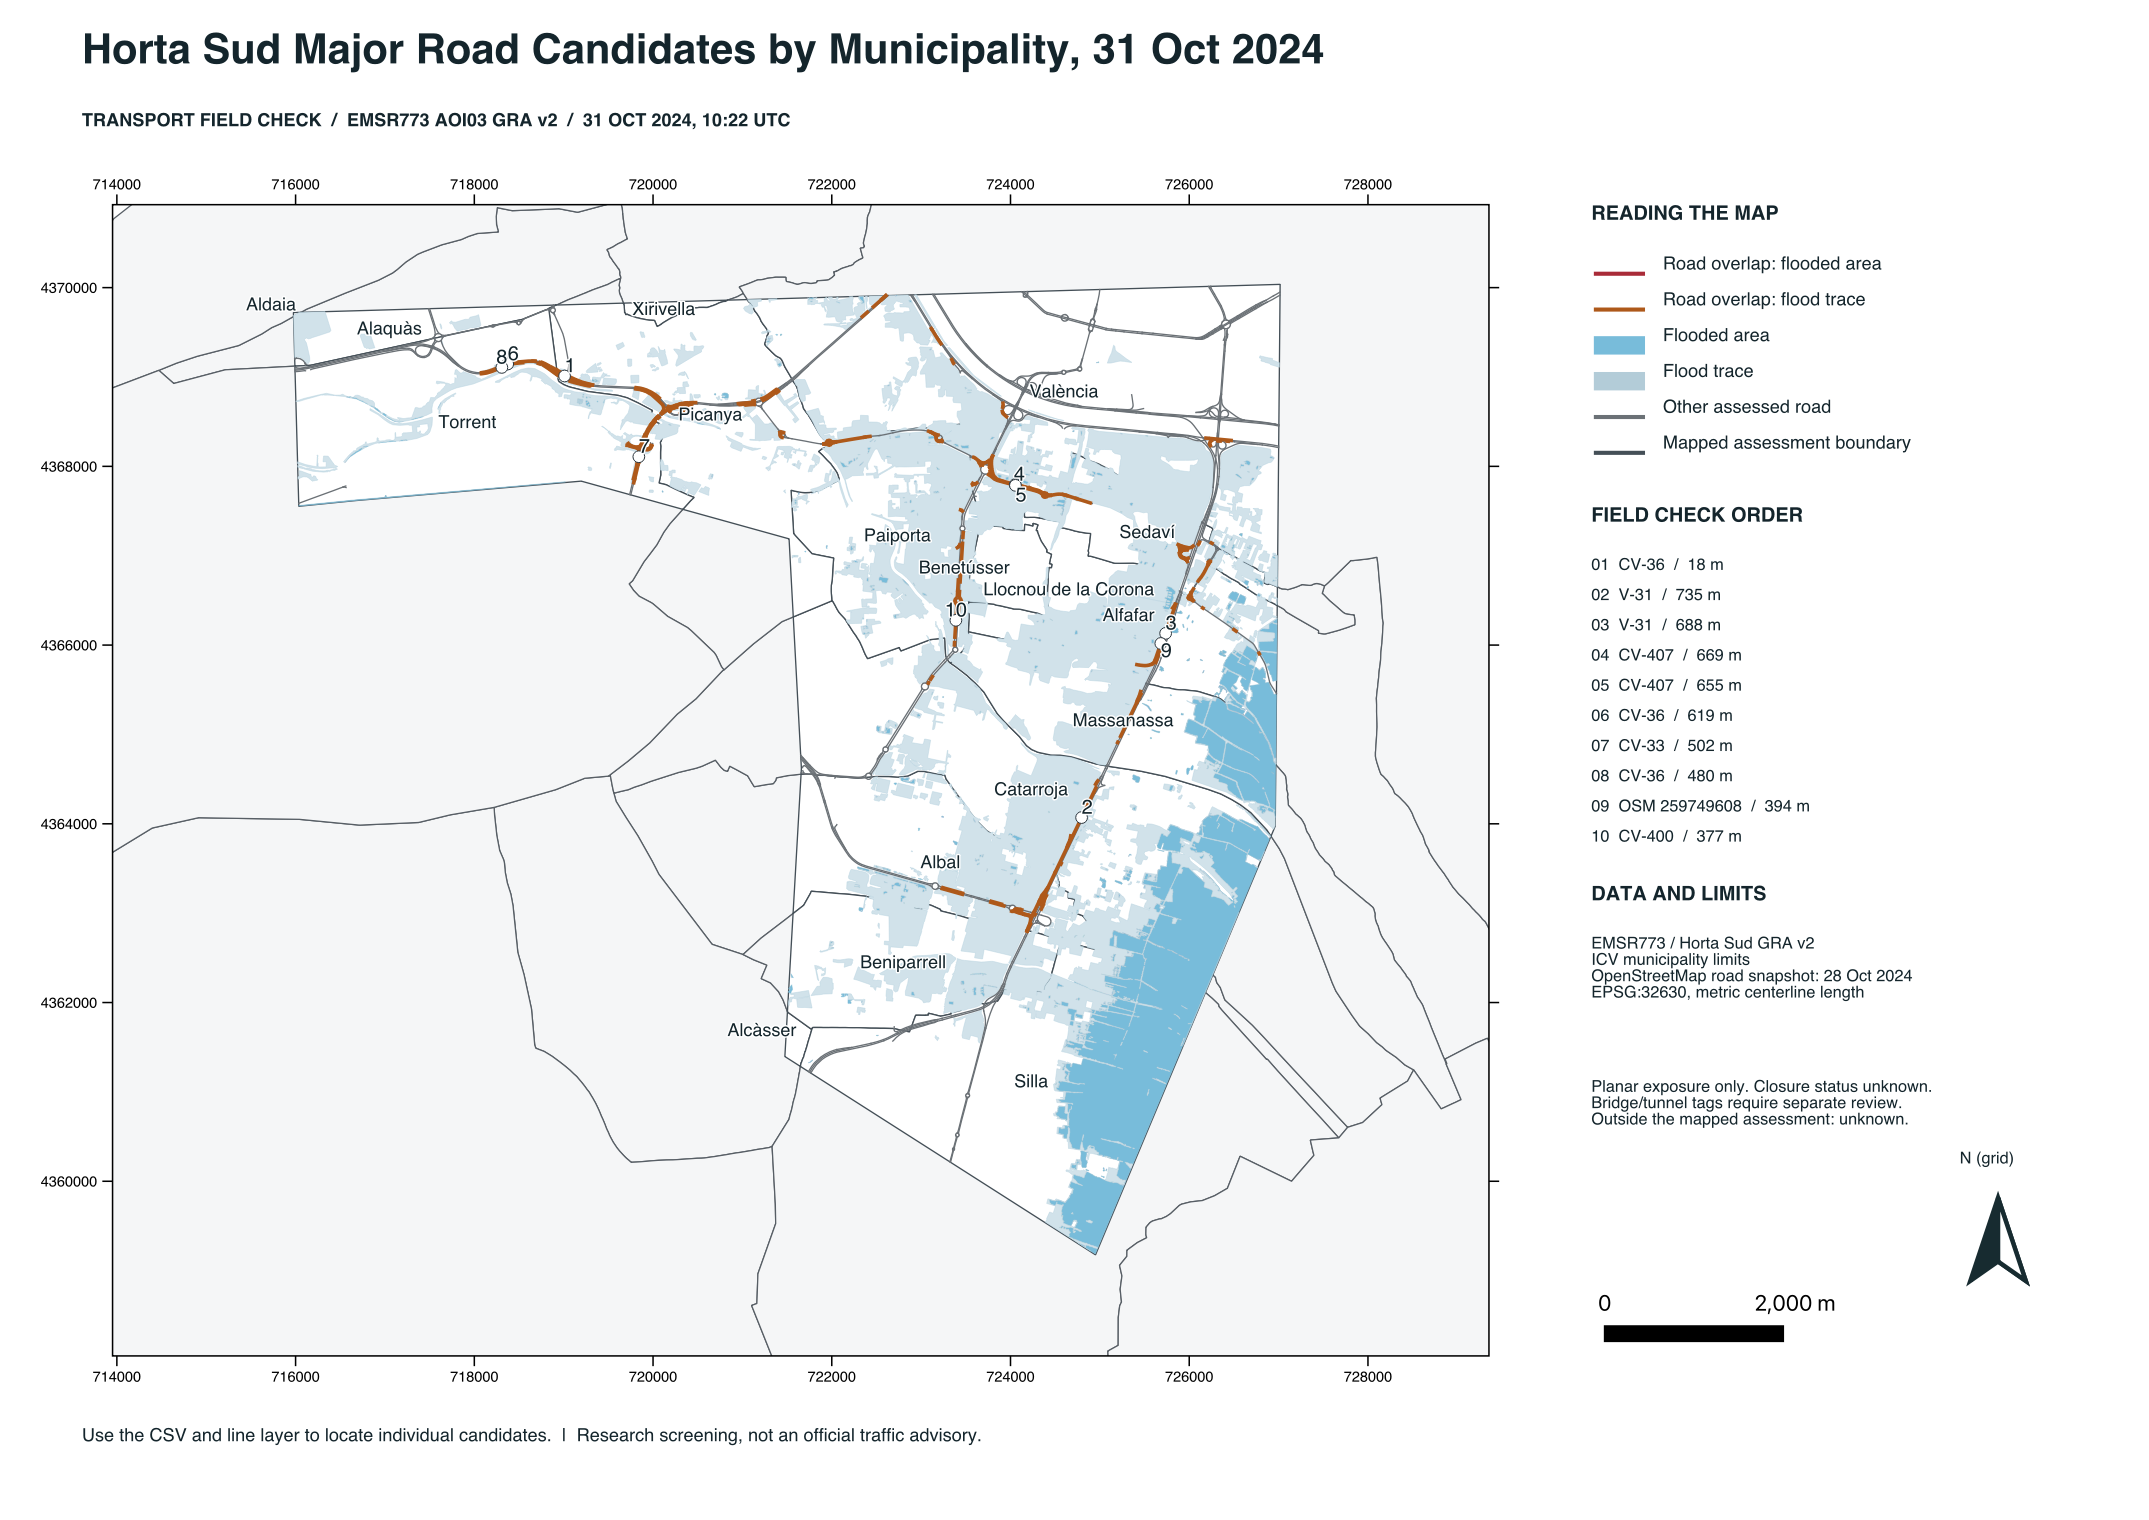 Horta Sud Major Road Candidates by Municipality, 31 Oct 2024
TRANSPORT FIELD CHECK / EMSR773 AOI03 GRA v2 / 31 OCT 2024, 10:22 UTC
714000 716000 718000 720000 722000 724000 726000 728000
4370000
4368000
4366000
4364000
4362000
4360000
Aldaia
Xirivella
Alaquàs
8
6
1
València
Picanya
Torrent
7
4
5
Sedaví
Paiporta
Benetússer
Llocnou de la Corona
10
Alfafar
3
9
Massanassa
Catarroja
2
Albal
Beniparrell
Alcàsser
Silla
714000 716000 718000 720000 722000 724000 726000 728000
READING THE MAP
Road overlap: flooded area
Road overlap: flood trace
Flooded area
Flood trace
Other assessed road
Mapped assessment boundary
FIELD CHECK ORDER
01 CV-36 / 18 m
02 V-31 / 735 m
03 V-31 / 688 m
04 CV-407 / 669 m
05 CV-407 / 655 m
06 CV-36 / 619 m
07 CV-33 / 502 m
08 CV-36 / 480 m
09 OSM 259749608 / 394 m
10 CV-400 / 377 m
DATA AND LIMITS
EMSR773 / Horta Sud GRA v2
ICV municipality limits
OpenStreetMap road snapshot: 28 Oct 2024
EPSG:32630, metric centerline length
Planar exposure only. Closure status unknown.
Bridge/tunnel tags require separate review.
Outside the mapped assessment: unknown.
N (grid)
0 2,000 m
Use the CSV and line layer to locate individual candidates. | Research screening, not an official traffic advisory.